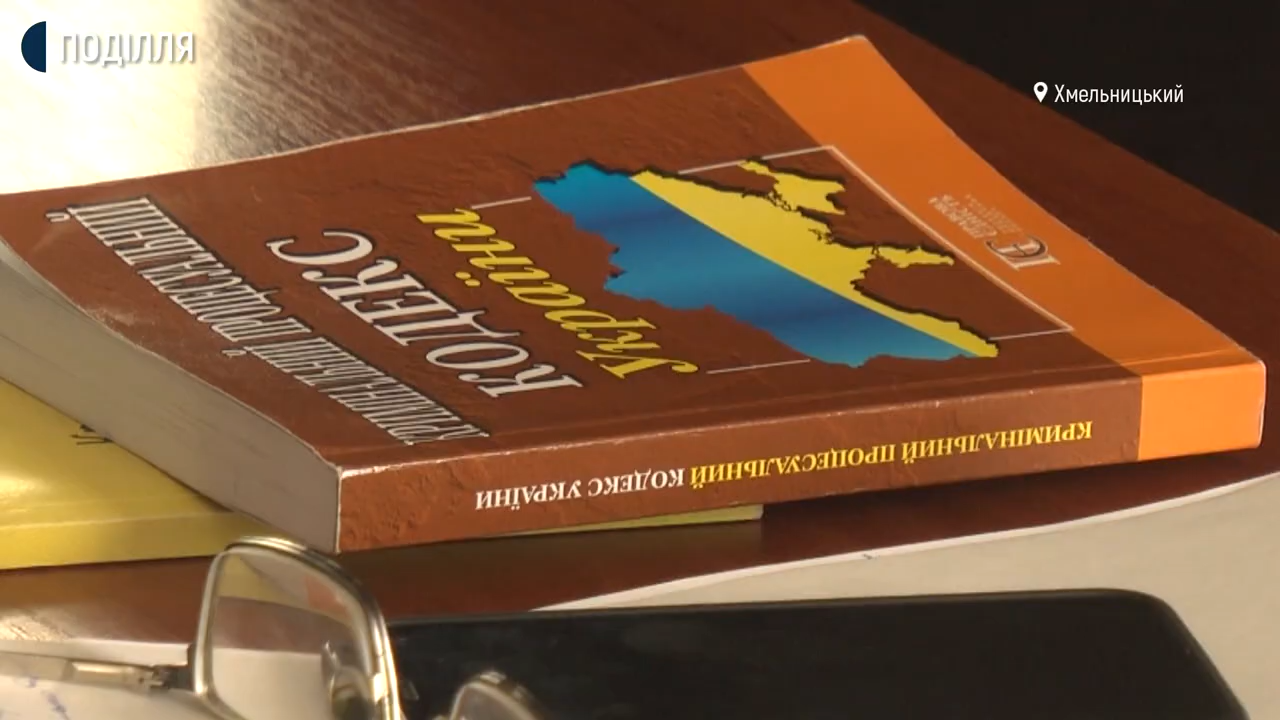 ПОДІЛЛЯ
Хмельницький
КРИМІНАЛЬНИЙ ПРОЦЕСУАЛЬНИЙ
КОДЕКС
України
КРИМІНАЛЬНИЙ ПРОЦЕСУАЛЬНИЙ КОДЕКС УКРАЇНИ